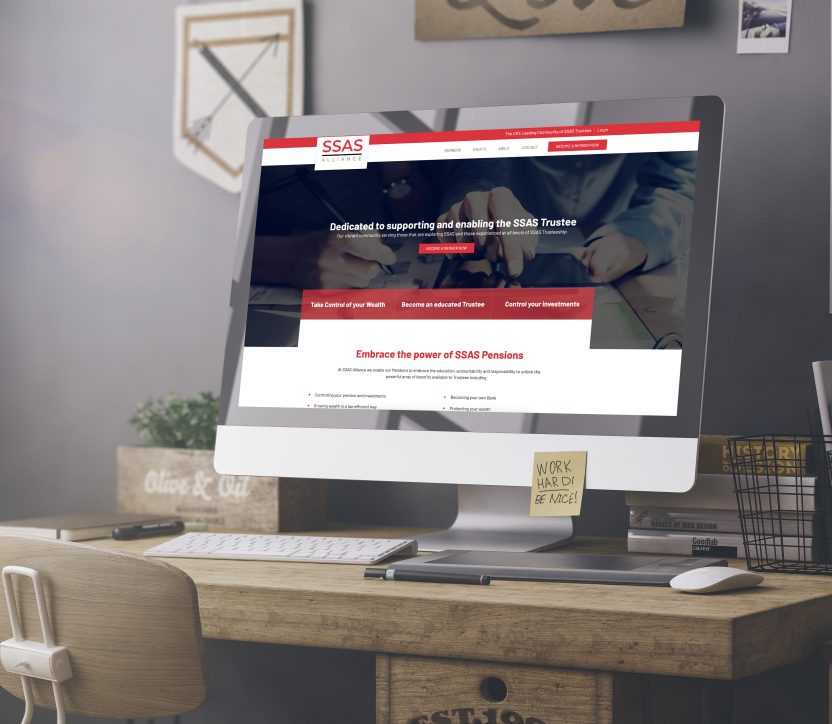 The UK's Leading Community of SSAS Trustees | Login
SSAS
ALLIANCE
MEMBERS
EVENTS
ABOUT
CONTACT
BECOME A MEMBER NOW
Dedicated to supporting and enabling the SSAS Trustee
Our vibrant community serving those that are exploring SSAS and those experienced at all levels of SSAS Trusteeship
BECOME A MEMBER NOW
Take Control of your Wealth
Become an educated Trustee
Control your investments
Embrace the power of SSAS Pensions
At SSAS Alliance we enable our Members to embrace the education, accountability and responsibility to unlock the
powerful array of benefits available to Trustees including:
Controlling your pension and investments
Growing wealth in a tax efficient way
Becoming your own Bank
Protecting your wealth
WORK
HARD!
BE NICE!
Olive & Oil
HISTORY
BASICS OF WEB DESIGN
Goodlab
CREATIVE